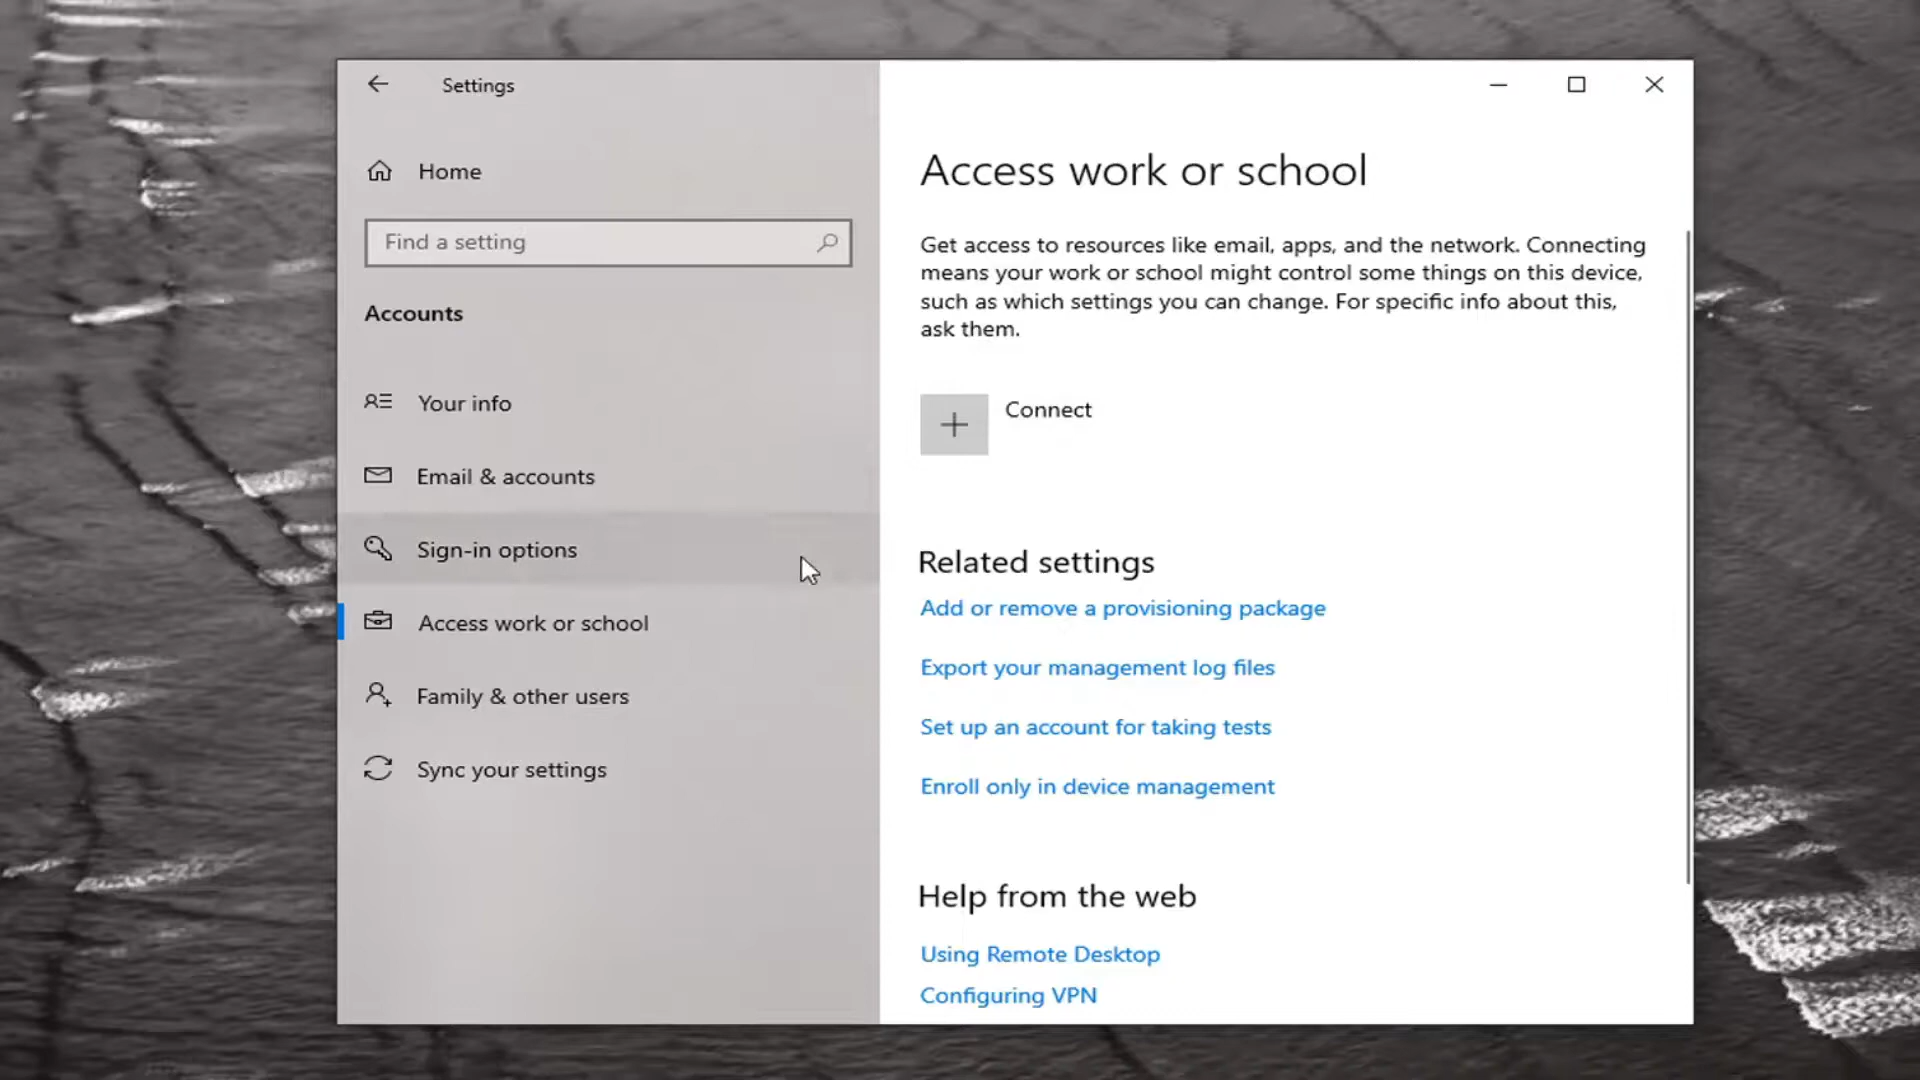 Settings
Home
Find a setting
Accounts
Your info
Email & accounts
Sign-in options
Access work or school
Family & other users
Sync your settings
Access work or school
Get access to resources like email, apps, and the network. Connecting
means your work or school might control some things on this device,
such as which settings you can change. For specific info about this,
ask them.
Connect
Related settings
Add or remove a provisioning package
Export your management log files
Set up an account for taking tests
Enroll only in device management
Help from the web
Using Remote Desktop
Configuring VPN